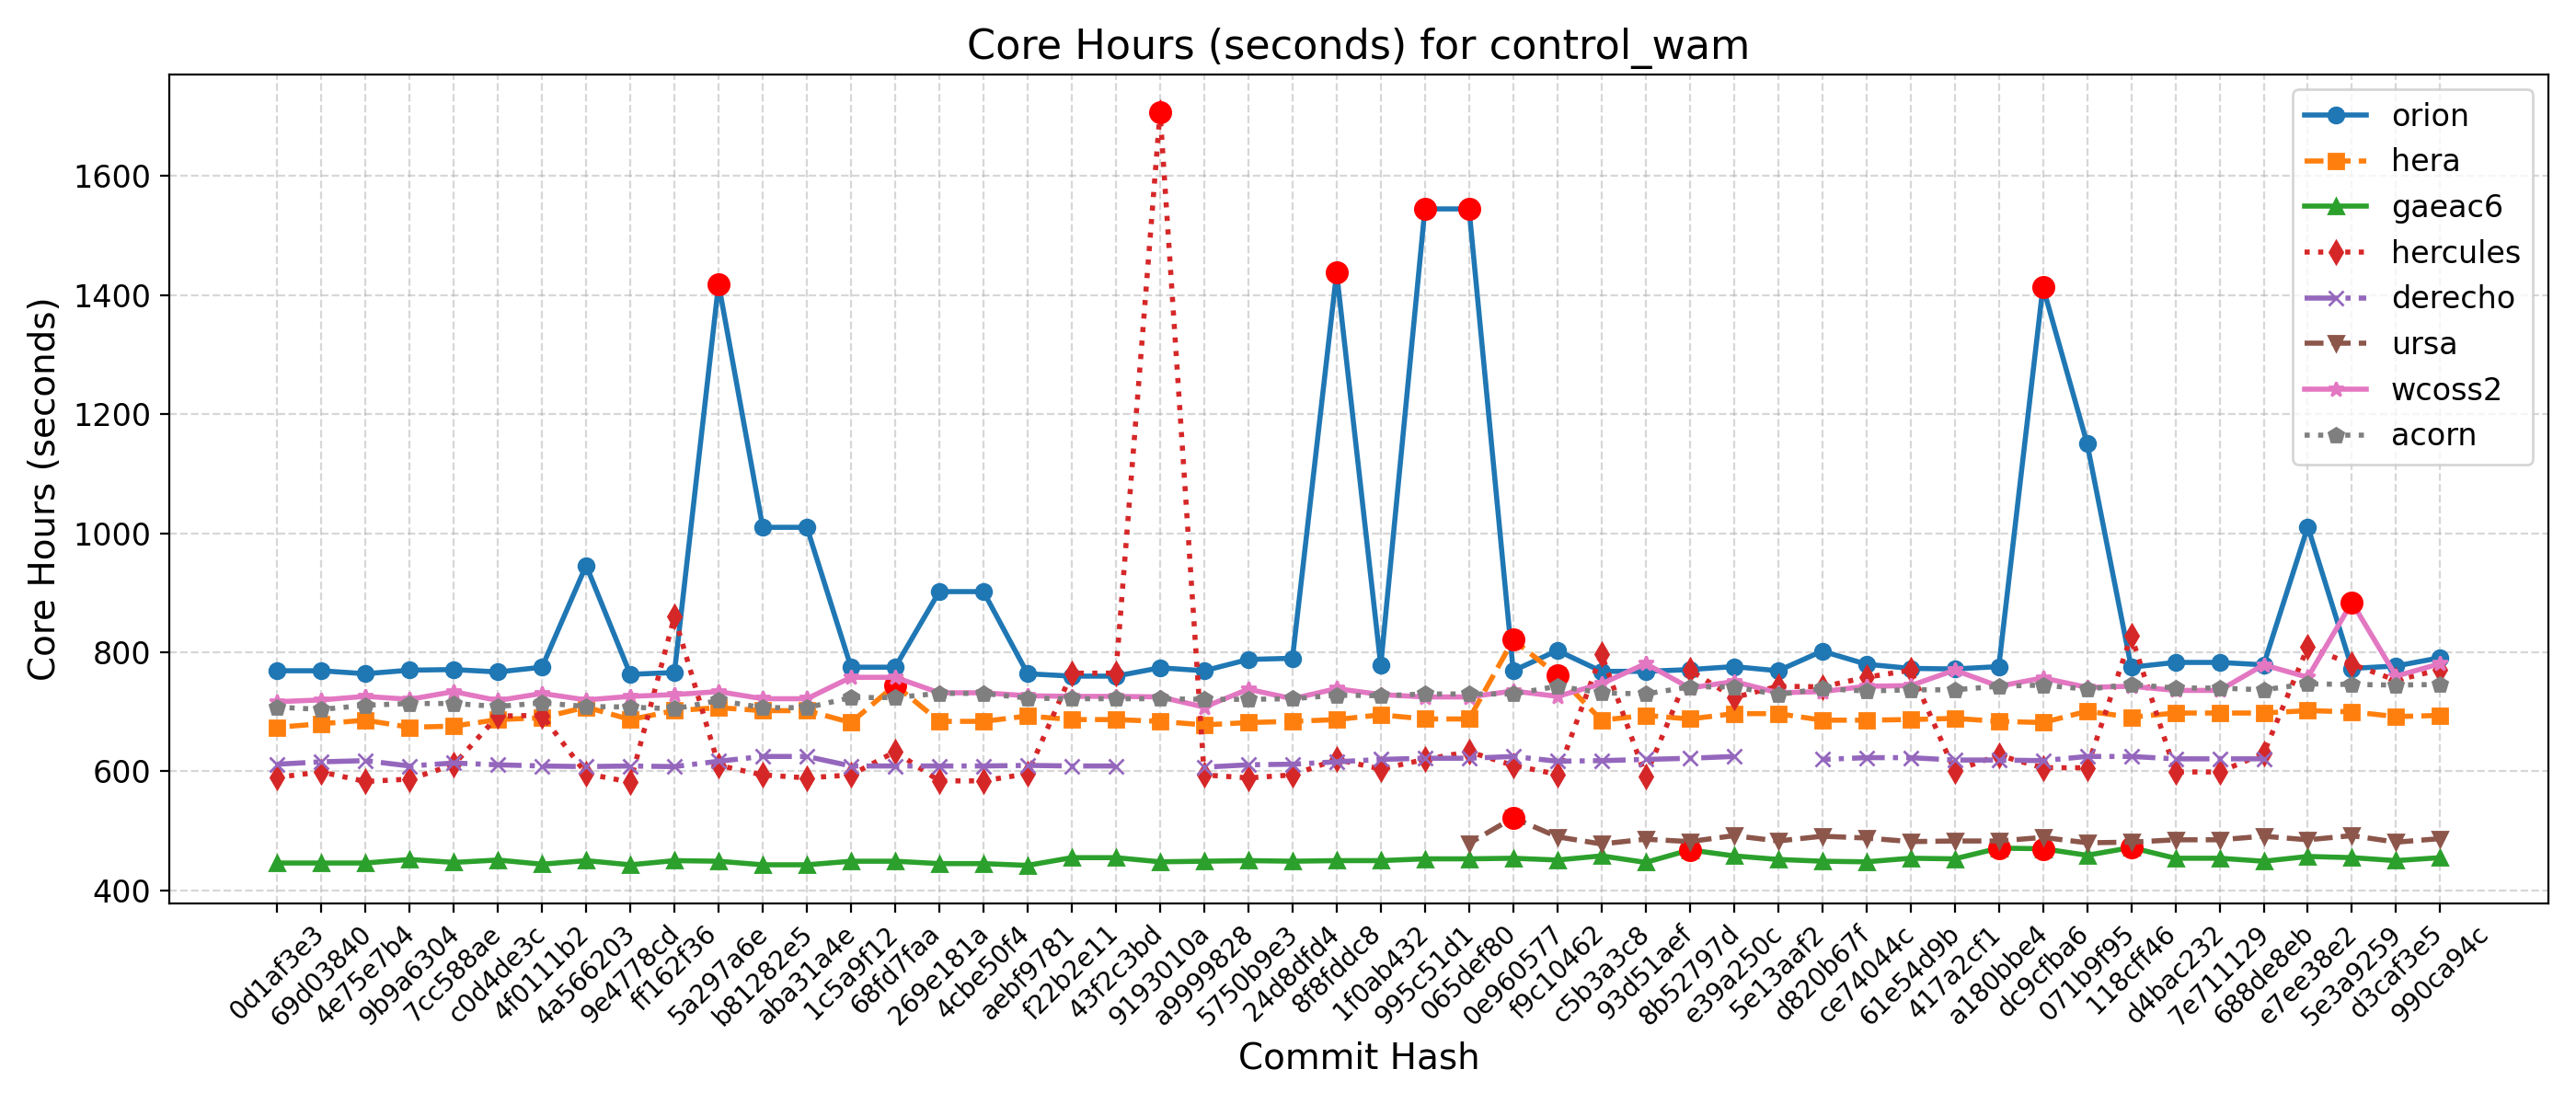 Core Hours (seconds) for control_wam
Core Hours (seconds)
1600
1400
1200
1000
800
600
400
orion
hera
gaeac6
hercules
derecho
ursa
wcoss2
acorn
0d1af3e3
69d03840
4e75e7b4
9b9a6304
7cc588ae
c0d4de3c
4f0111b2
4a566203
9e4778cd
ff162f36
5a297a6e
b81282e5
aba31a4e
1c5a9f12
68fd7faa
269e181a
4cbe50f4
aebf9781
f22b2e11
43f2c3bd
9193010a
a9999828
5750b9e3
24d8dfd4
8f8fddc8
1f0ab432
995c51d1
065def80
0e960577
f9c10462
c5b3a3c8
93d51aef
8b52797d
e39a250c
5e13aaf2
d820b67f
ce74044c
61e54d9b
417a2cf1
a180bbe4
dc9cfba6
071b9f95
118cff46
d4bac232
7e711129
688de8eb
e7ee38e2
5e3a9259
d3caf3e5
990ca94c
Commit Hash